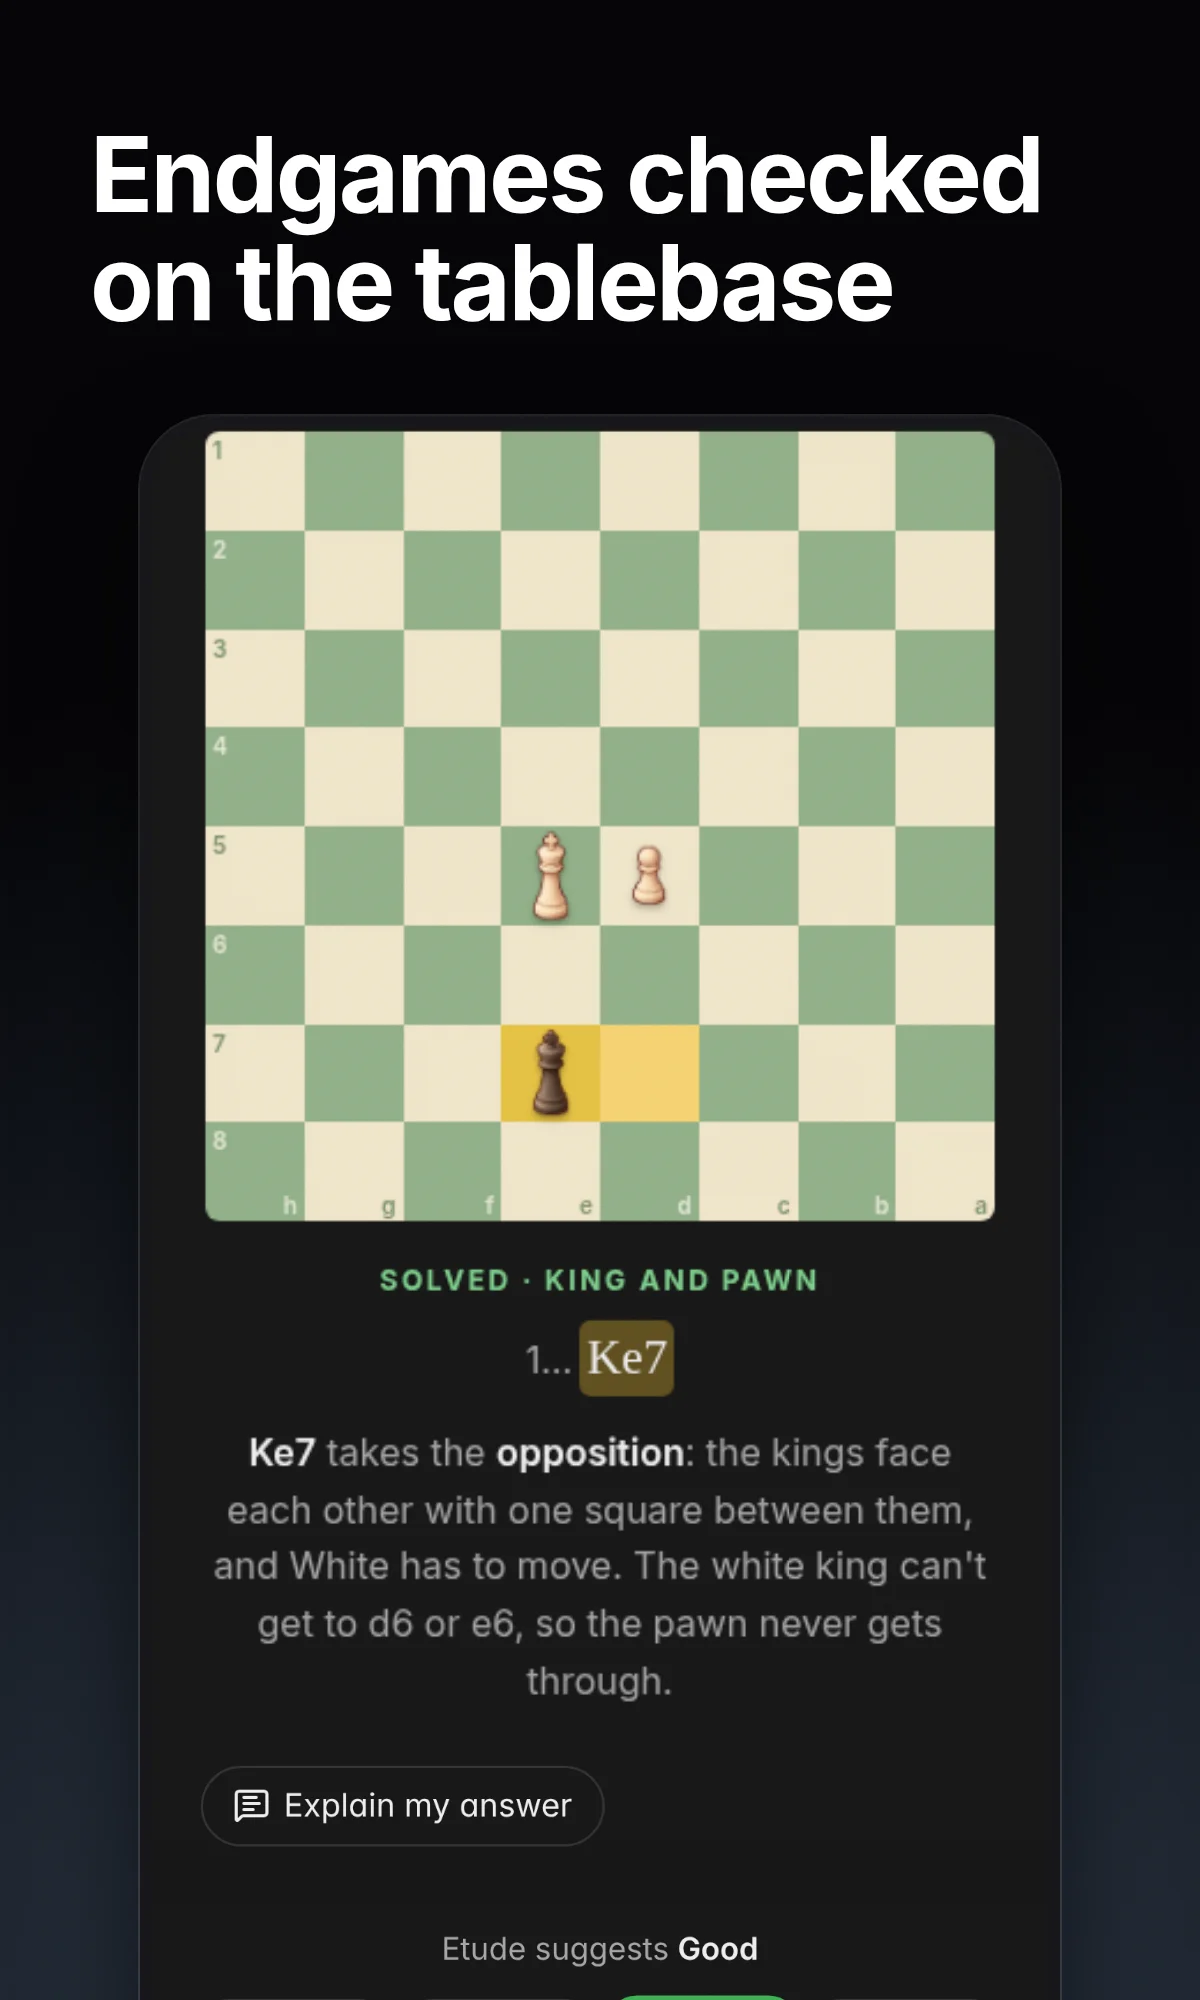 Endgames checked
on the tablebase
1
2
3
4
5
6
7
8
h g f e d c b a
SOLVED · KING AND PAWN
1... Ke7
Ke7 takes the opposition: the kings face
each other with one square between them,
and White has to move. The white king can't
get to d6 or e6, so the pawn never gets
through.
Explain my answer
Etude suggests Good